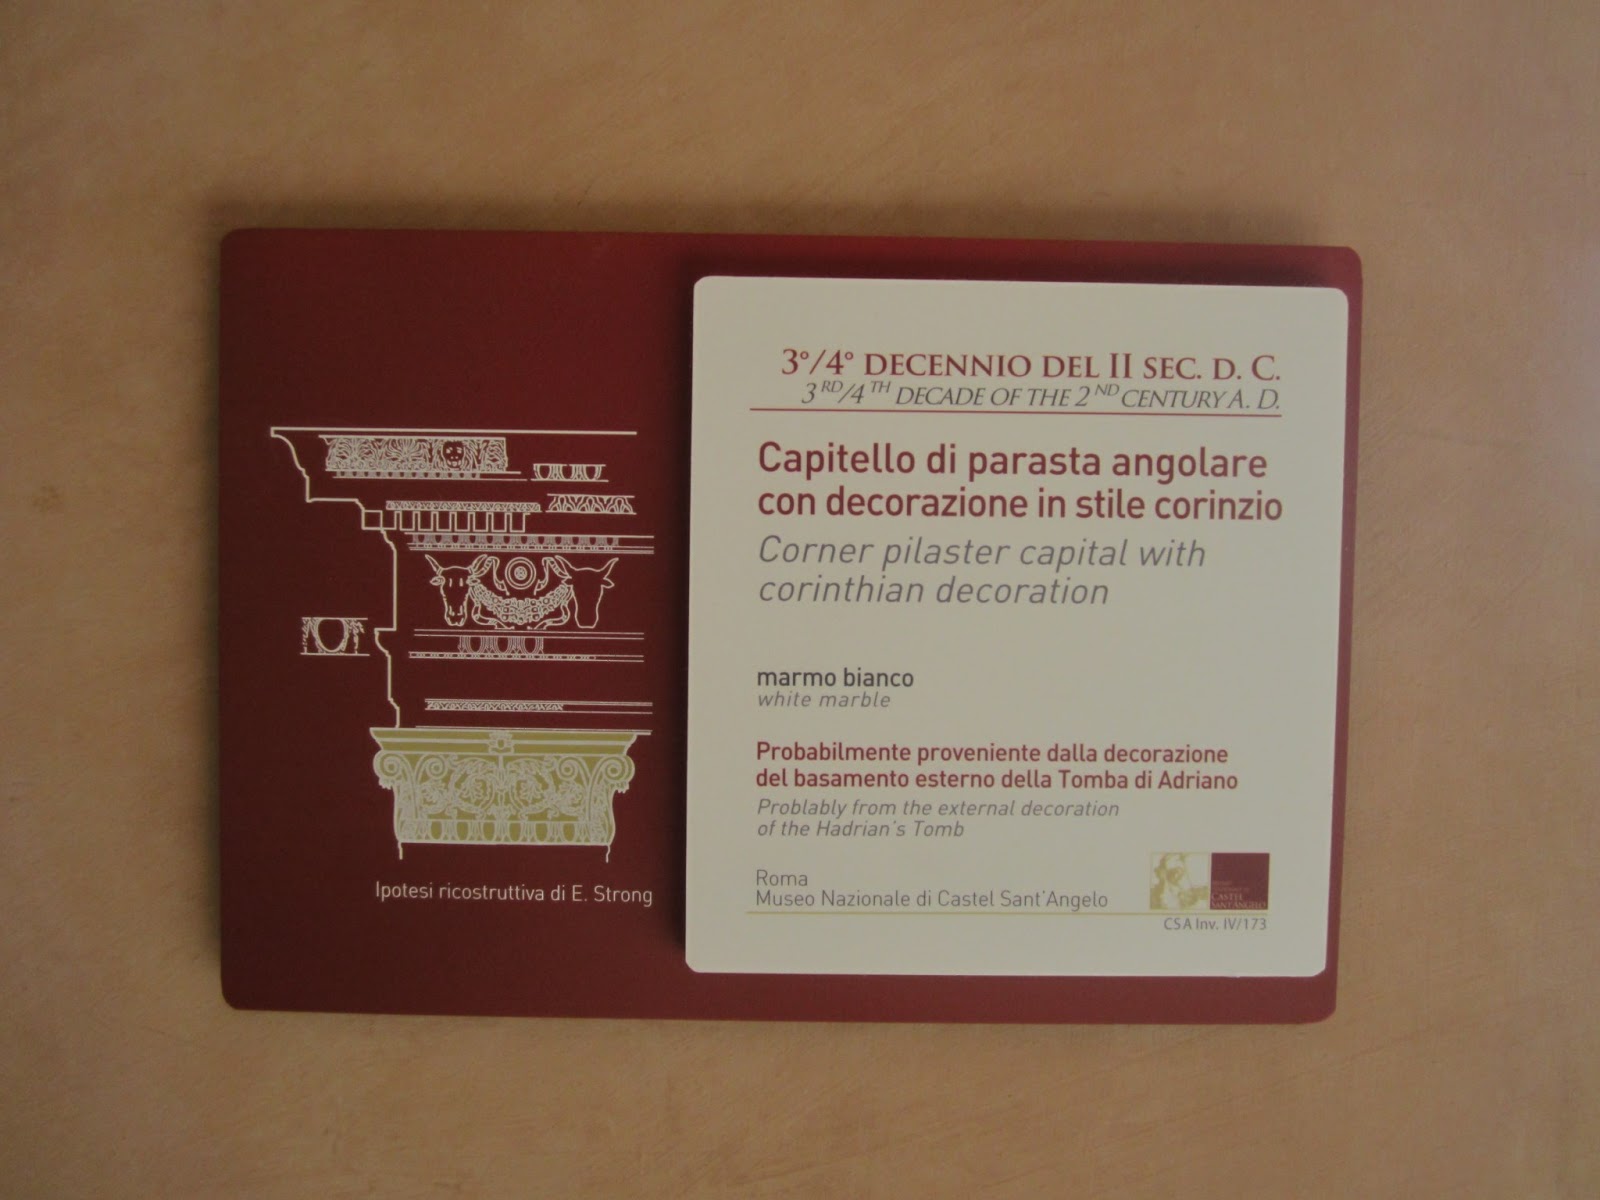 3°/4° DECENNIO DEL II SEC. D. C.
3RD/4TH DECADE OF THE 2ND CENTURY A. D.
Capitello di parasta angolare
con decorazione in stile corinzio
Corner pilaster capital with
corinthian decoration
marmo bianco
white marble
Probabilmente proveniente dalla decorazione
del basamento esterno della Tomba di Adriano
Problably from the external decoration
of the Hadrian's Tomb
Roma
Museo Nazionale di Castel Sant'Angelo
CASTEL
SANT'ANGELO
CSA Inv. IV/173
Ipotesi ricostruttiva di E. Strong